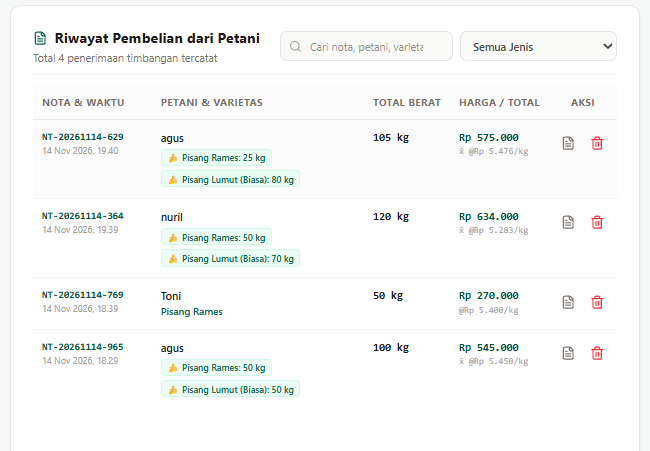 Riwayat Pembelian dari Petani
Total 4 penerimaan timbangan tercatat
Cari nota, petani, varieta
Semua Jenis
NOTA & WAKTU PETANI & VARIETAS TOTAL BERAT HARGA / TOTAL AKSI
NT-20261114-629 agus 105 kg Rp 575.000
14 Nov 2026, 19.40 x̄ @Rp 5.476/kg
Pisang Rames: 25 kg
Pisang Lumut (Biasa): 80 kg
NT-20261114-364 nuril 120 kg Rp 634.000
14 Nov 2026, 19.39 x̄ @Rp 5.283/kg
Pisang Rames: 50 kg
Pisang Lumut (Biasa): 70 kg
NT-20261114-769 Toni 50 kg Rp 270.000
14 Nov 2026, 18.39 Pisang Rames @Rp 5.400/kg
NT-20261114-965 agus 100 kg Rp 545.000
14 Nov 2026, 18.29 x̄ @Rp 5.450/kg
Pisang Rames: 50 kg
Pisang Lumut (Biasa): 50 kg